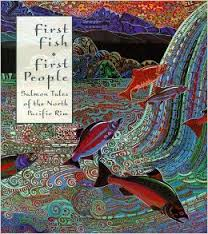 first
fish •
first
People
Salmon Tales
of the North
Pacific Rim